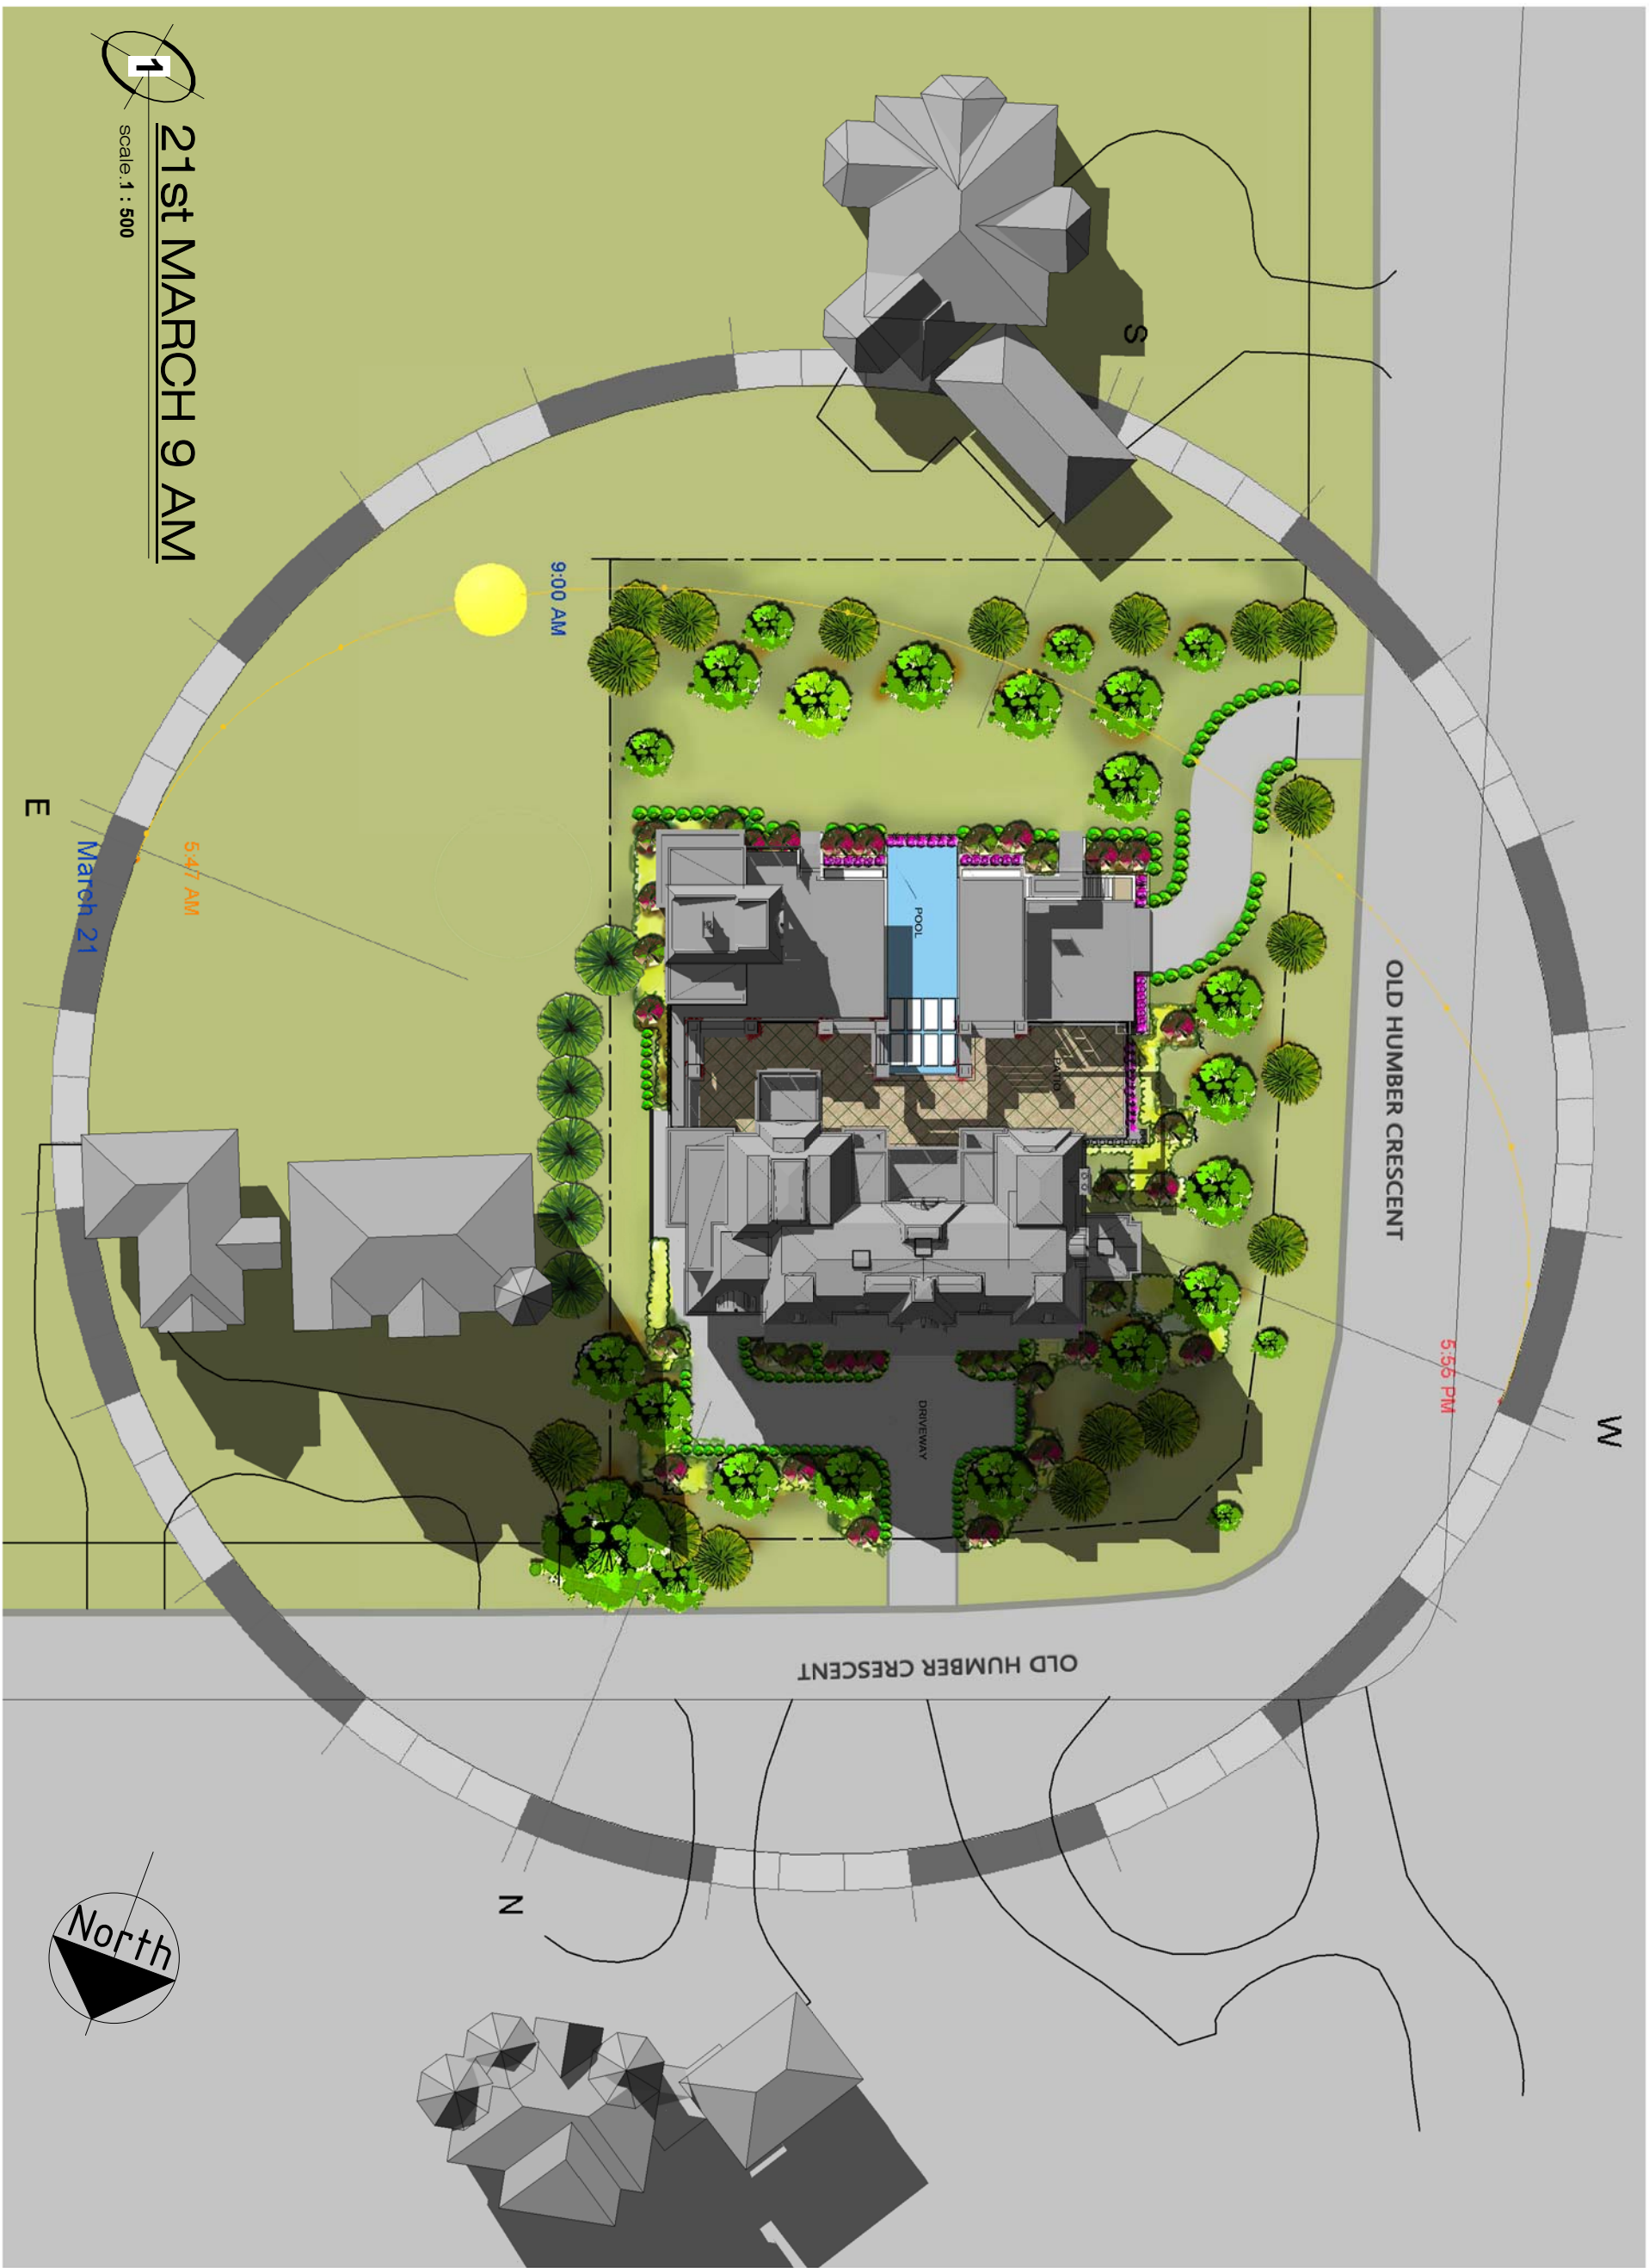 1
21st MARCH 9 AM
scale.1 : 500
S
9:00 AM
E
March 21
5:47 AM
POOL
PATIO
OLD HUMBER CRESCENT
5:55 PM
W
DRIVEWAY
OLD HUMBER CRESCENT
N
North